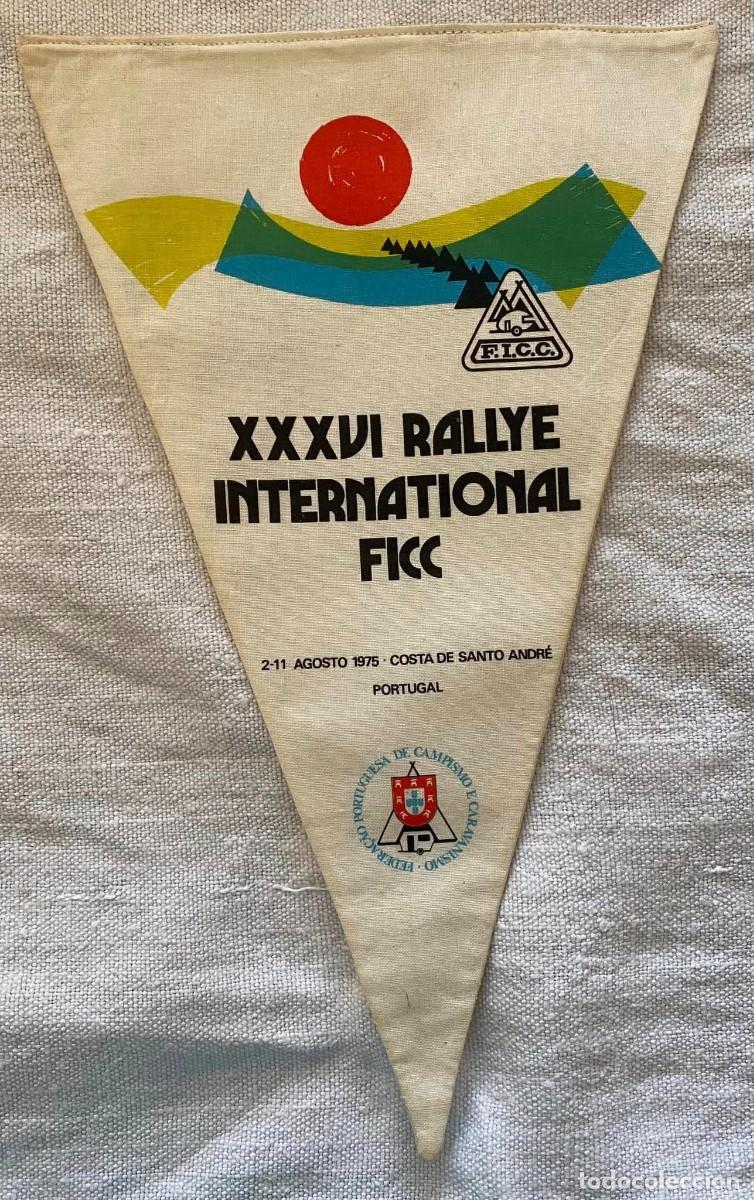 F.I.C.C.
XXXVI RALLYE
INTERNATIONAL
FICC
2-11 AGOSTO 1975 · COSTA DE SANTO ANDRÉ
PORTUGAL
FEDERAÇÃO PORTUGUESA DE CAMPISMO E CARAVANISMO ·
todocoleccion